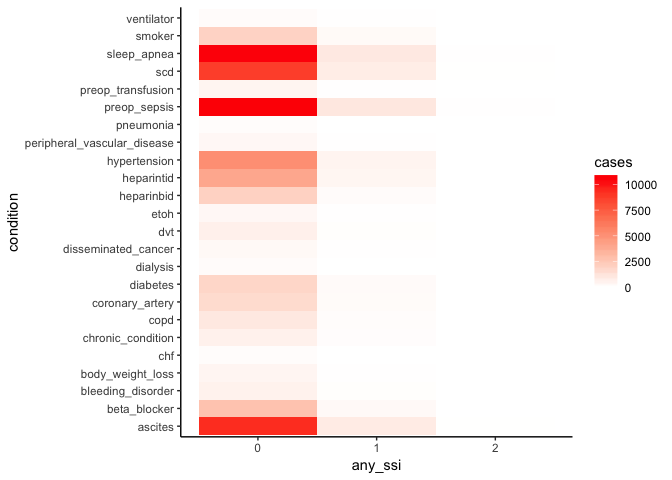 ventilator
smoker
sleep_apnea
scd
preop_transfusion
preop_sepsis
pneumonia
peripheral_vascular_disease
hypertension
heparintid
heparinbid
etoh
dvt
disseminated_cancer
dialysis
diabetes
coronary_artery
copd
chronic_condition
chf
body_weight_loss
bleeding_disorder
beta_blocker
ascites
condition
0 1 2
any_ssi
cases
10000
7500
5000
2500
0